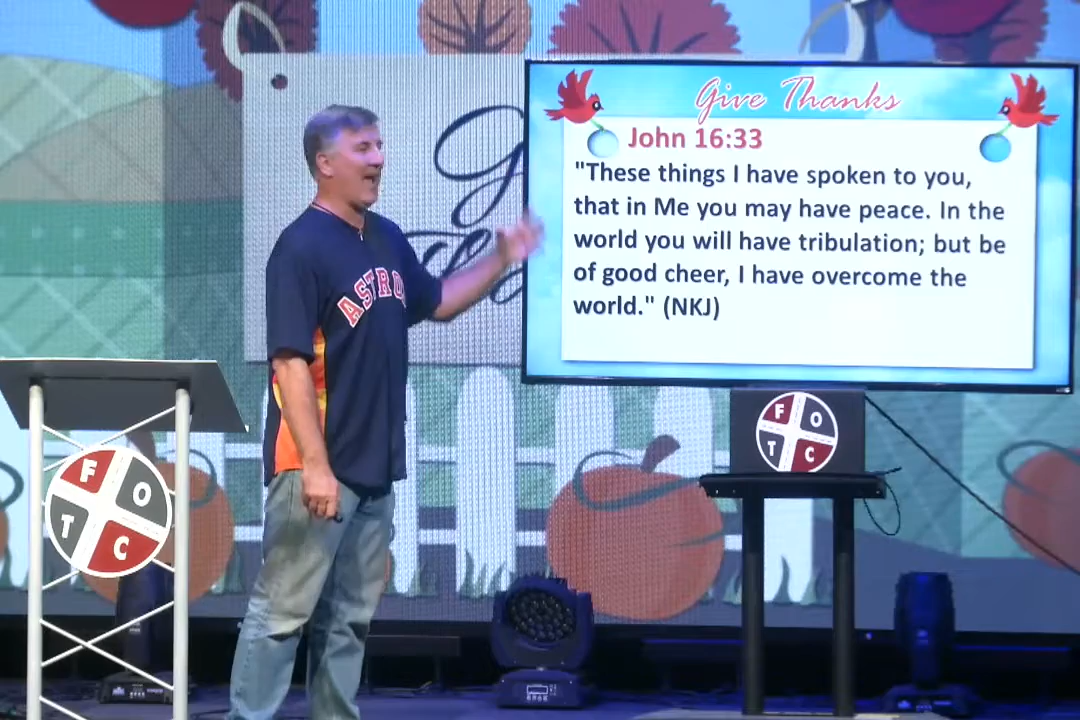 Give Thanks
John 16:33
"These things I have spoken to you,
that in Me you may have peace. In the
world you will have tribulation; but be
of good cheer, I have overcome the
world." (NKJ)
ASTRO
F O
T C
F O
T C